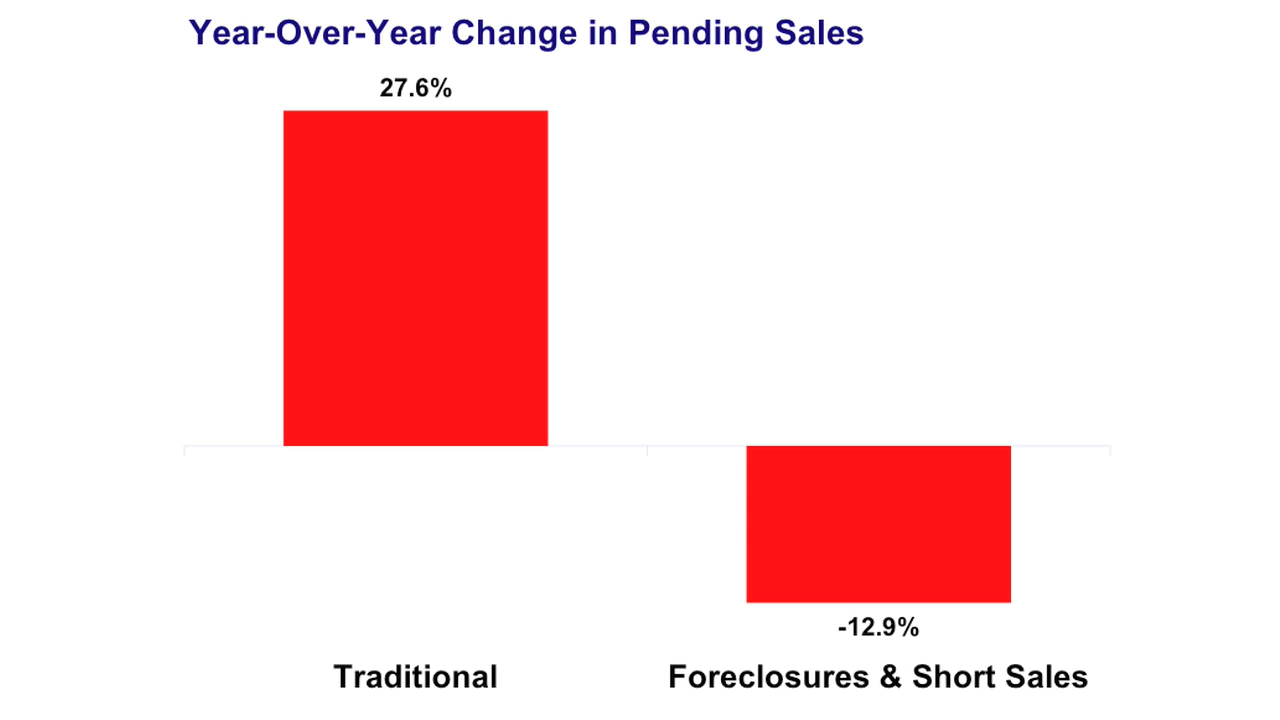 Year-Over-Year Change in Pending Sales
27.6%
-12.9%
Traditional
Foreclosures & Short Sales